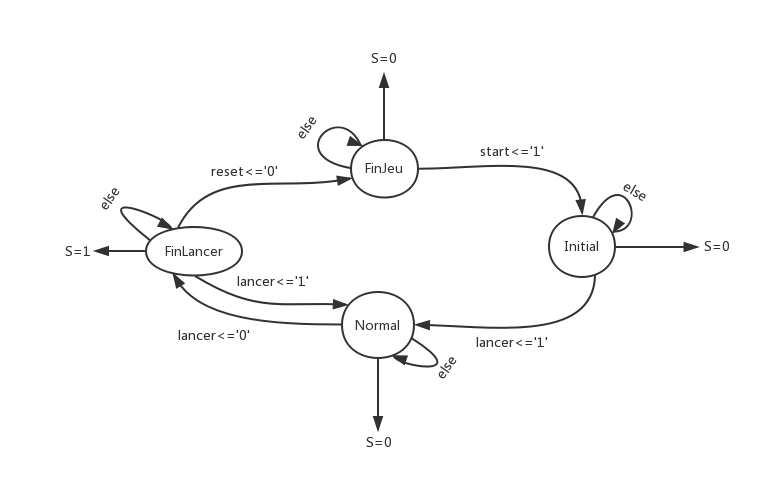 S=0
else
FinJeu
start<='1'
reset<='0'
else
else
S=1
FinLancer
Initial
S=0
lancer<='1'
Normal
lancer<='0'
lancer<='1'
else
S=0